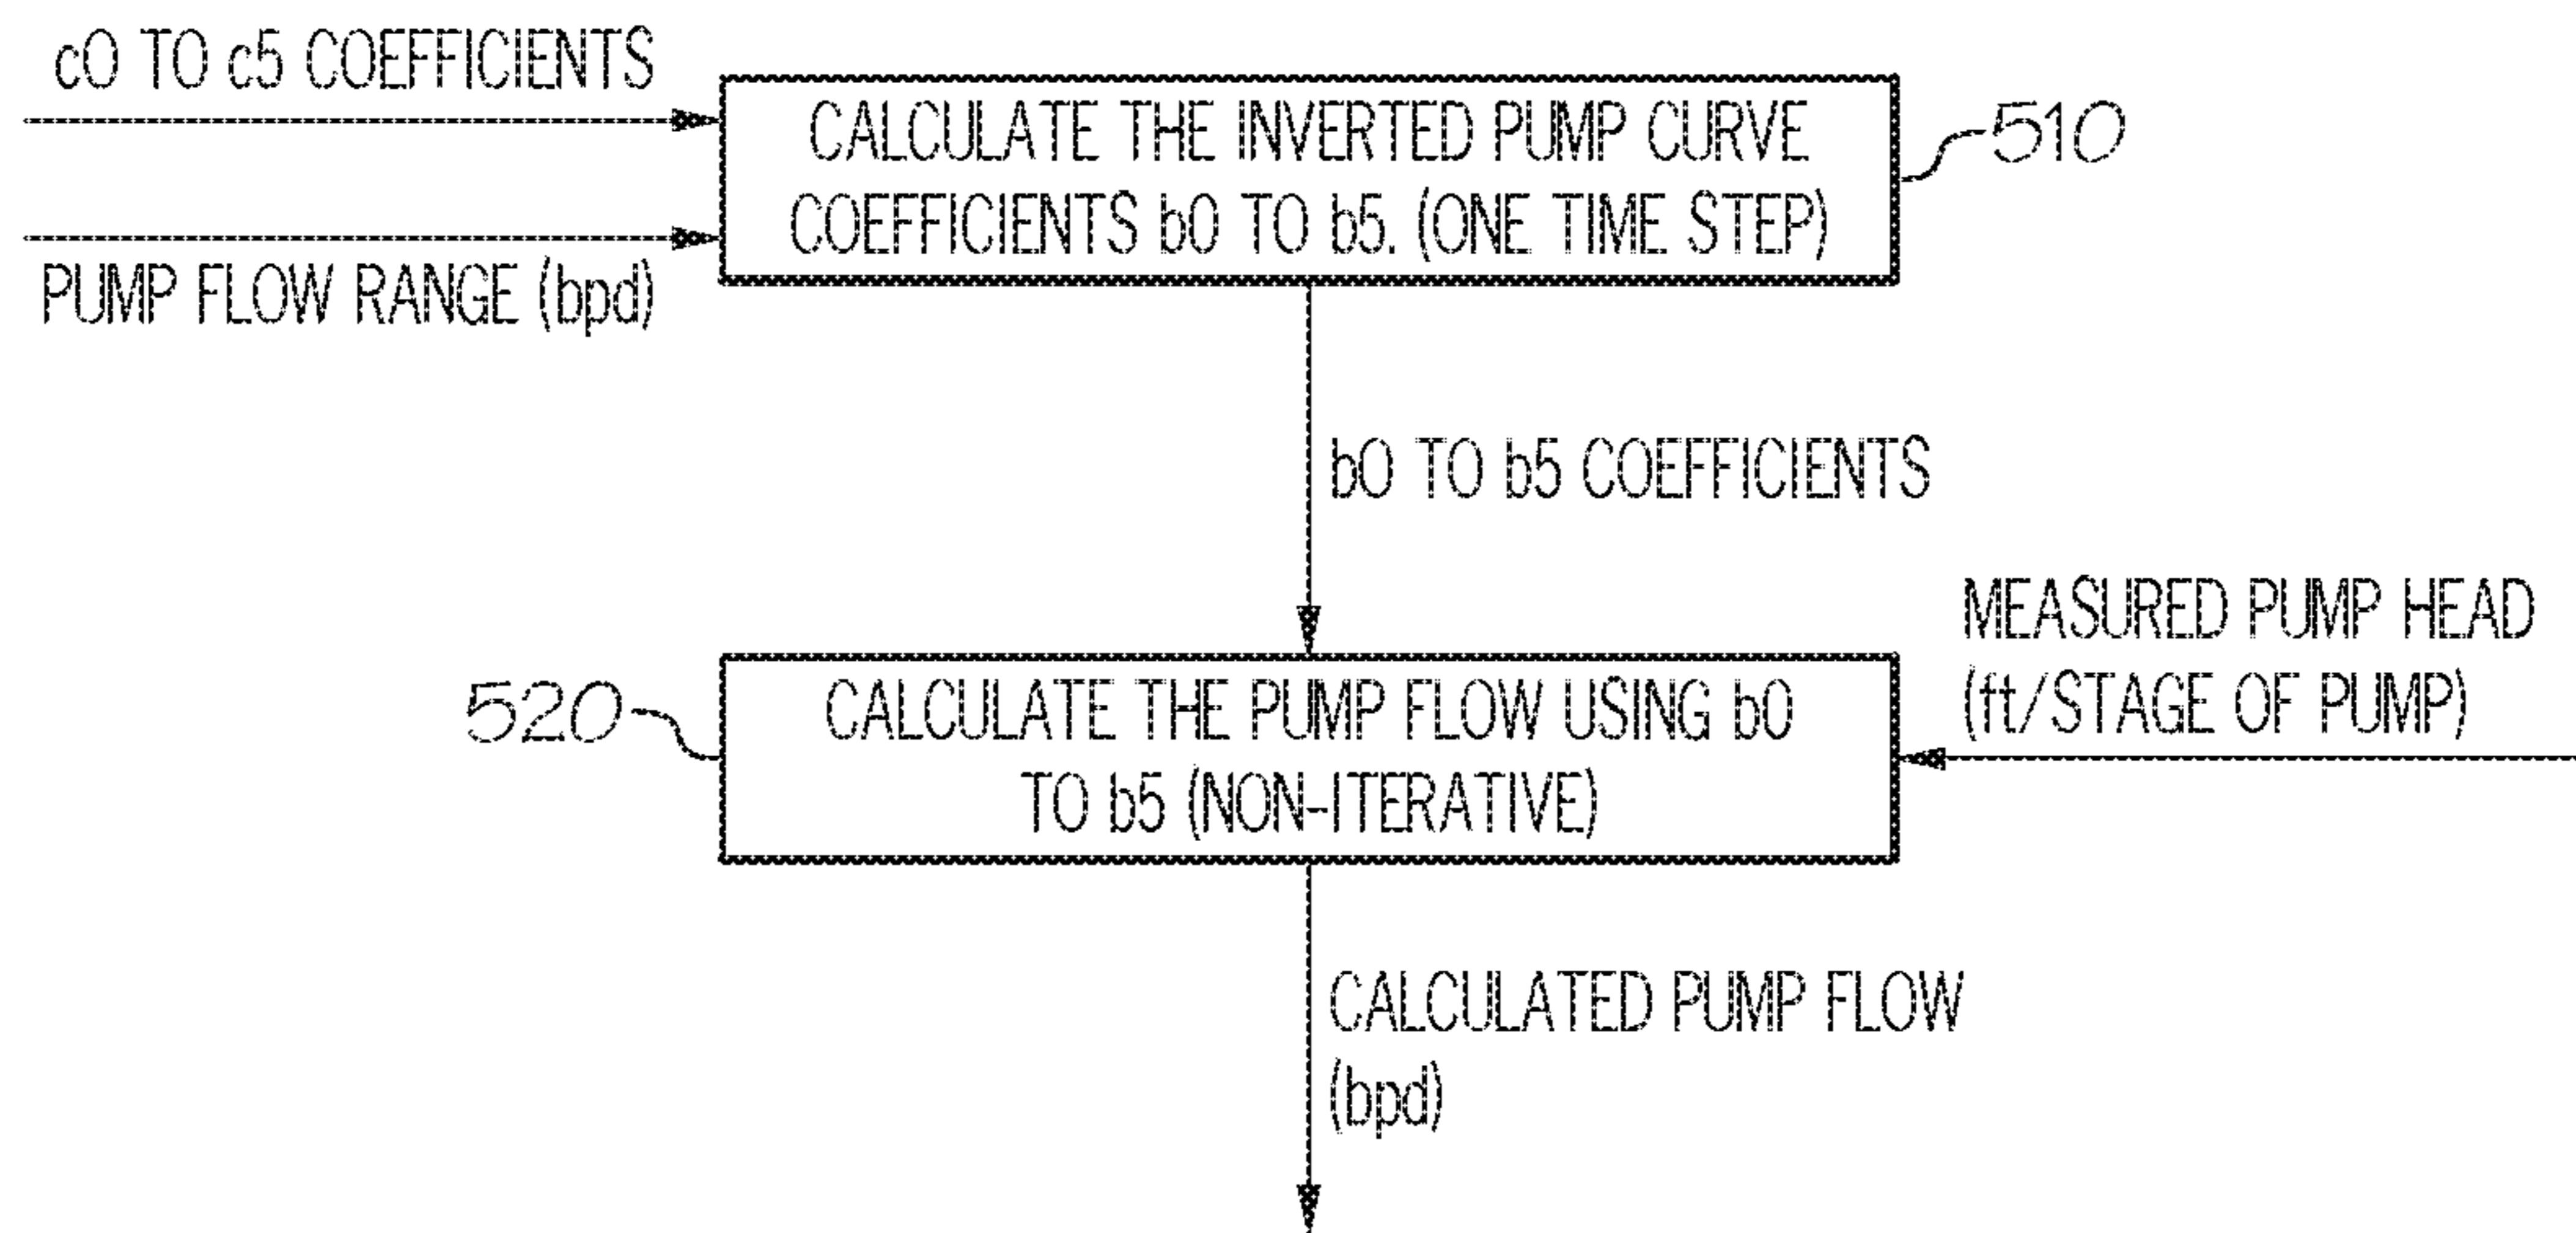 c0 TO c5 COEFFICIENTS
CALCULATE THE INVERTED PUMP CURVE
COEFFICIENTS b0 TO b5. (ONE TIME STEP)
510
PUMP FLOW RANGE (bpd)
b0 TO b5 COEFFICIENTS
MEASURED PUMP HEAD
(ft/STAGE OF PUMP)
520
CALCULATE THE PUMP FLOW USING b0
TO b5 (NON-ITERATIVE)
CALCULATED PUMP FLOW
(bpd)